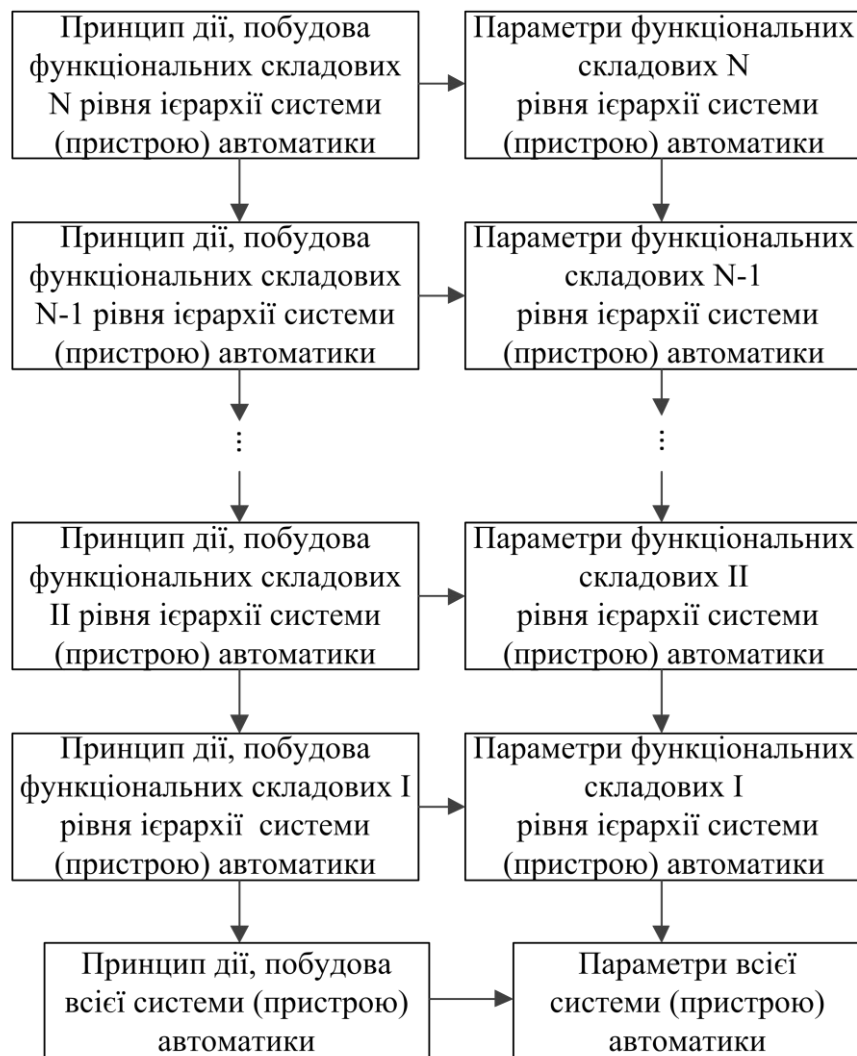 Принцип дії, побудова
функціональних складових
N рівня ієрархії системи
(пристрою) автоматики
Параметри функціональних
складових N
рівня ієрархії системи
(пристрою) автоматики
Принцип дії, побудова
функціональних складових
N-1 рівня ієрархії системи
(пристрою) автоматики
Параметри функціональних
складових N-1
рівня ієрархії системи
(пристрою) автоматики
...
...
Принцип дії, побудова
функціональних складових
II рівня ієрархії системи
(пристрою) автоматики
Параметри функціональних
складових II
рівня ієрархії системи
(пристрою) автоматики
Принцип дії, побудова
функціональних складових I
рівня ієрархії системи
(пристрою) автоматики
Параметри функціональних
складових I
рівня ієрархії системи
(пристрою) автоматики
Принцип дії, побудова
всієї системи (пристрою)
автоматики
Параметри всієї
системи (пристрою)
автоматики